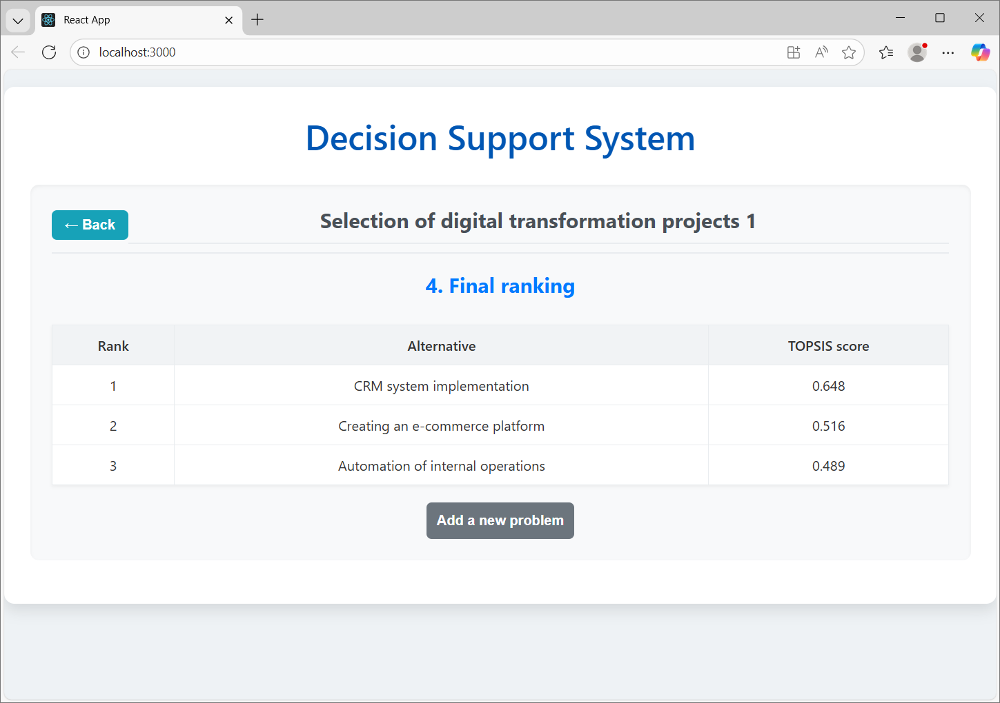 React App
localhost:3000
Decision Support System
← Back
Selection of digital transformation projects 1
4. Final ranking
Rank Alternative TOPSIS score
1 CRM system implementation 0.648
2 Creating an e-commerce platform 0.516
3 Automation of internal operations 0.489
Add a new problem